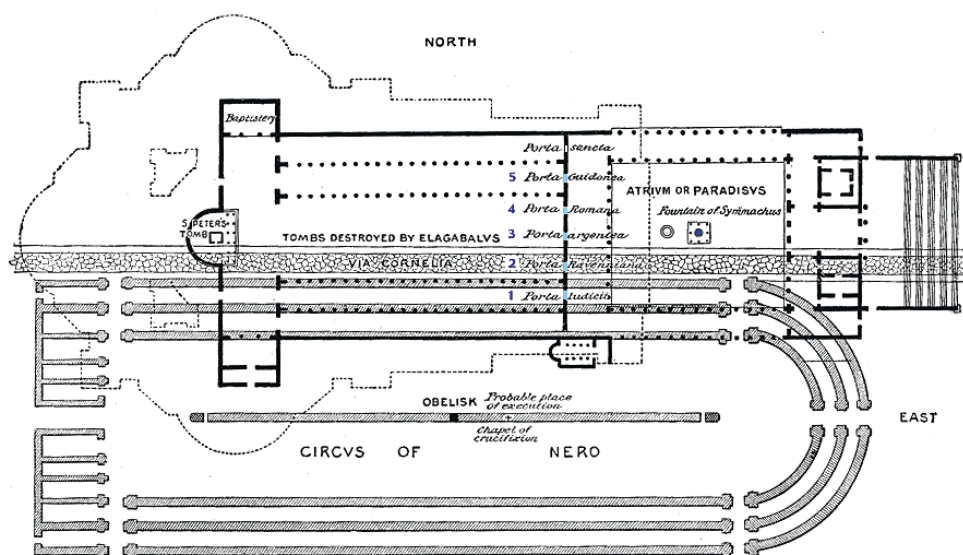 NORTH
Baptistery
Porta sancta
5 Porta Guidonea
ATRIVM OR PARADISVS
4 Porta Romana
Fountain of Symmachus
S. PETER'S
TOMB
3 Porta argentea
TOMBS DESTROYED BY ELAGABALVS
VIA CORNELIA
2 Porta Ravenniana
1 Porta Iudicii
OBELISK
Probable place
of execution
EAST
Chapel of
crucifixion
CIRCVS OF NERO